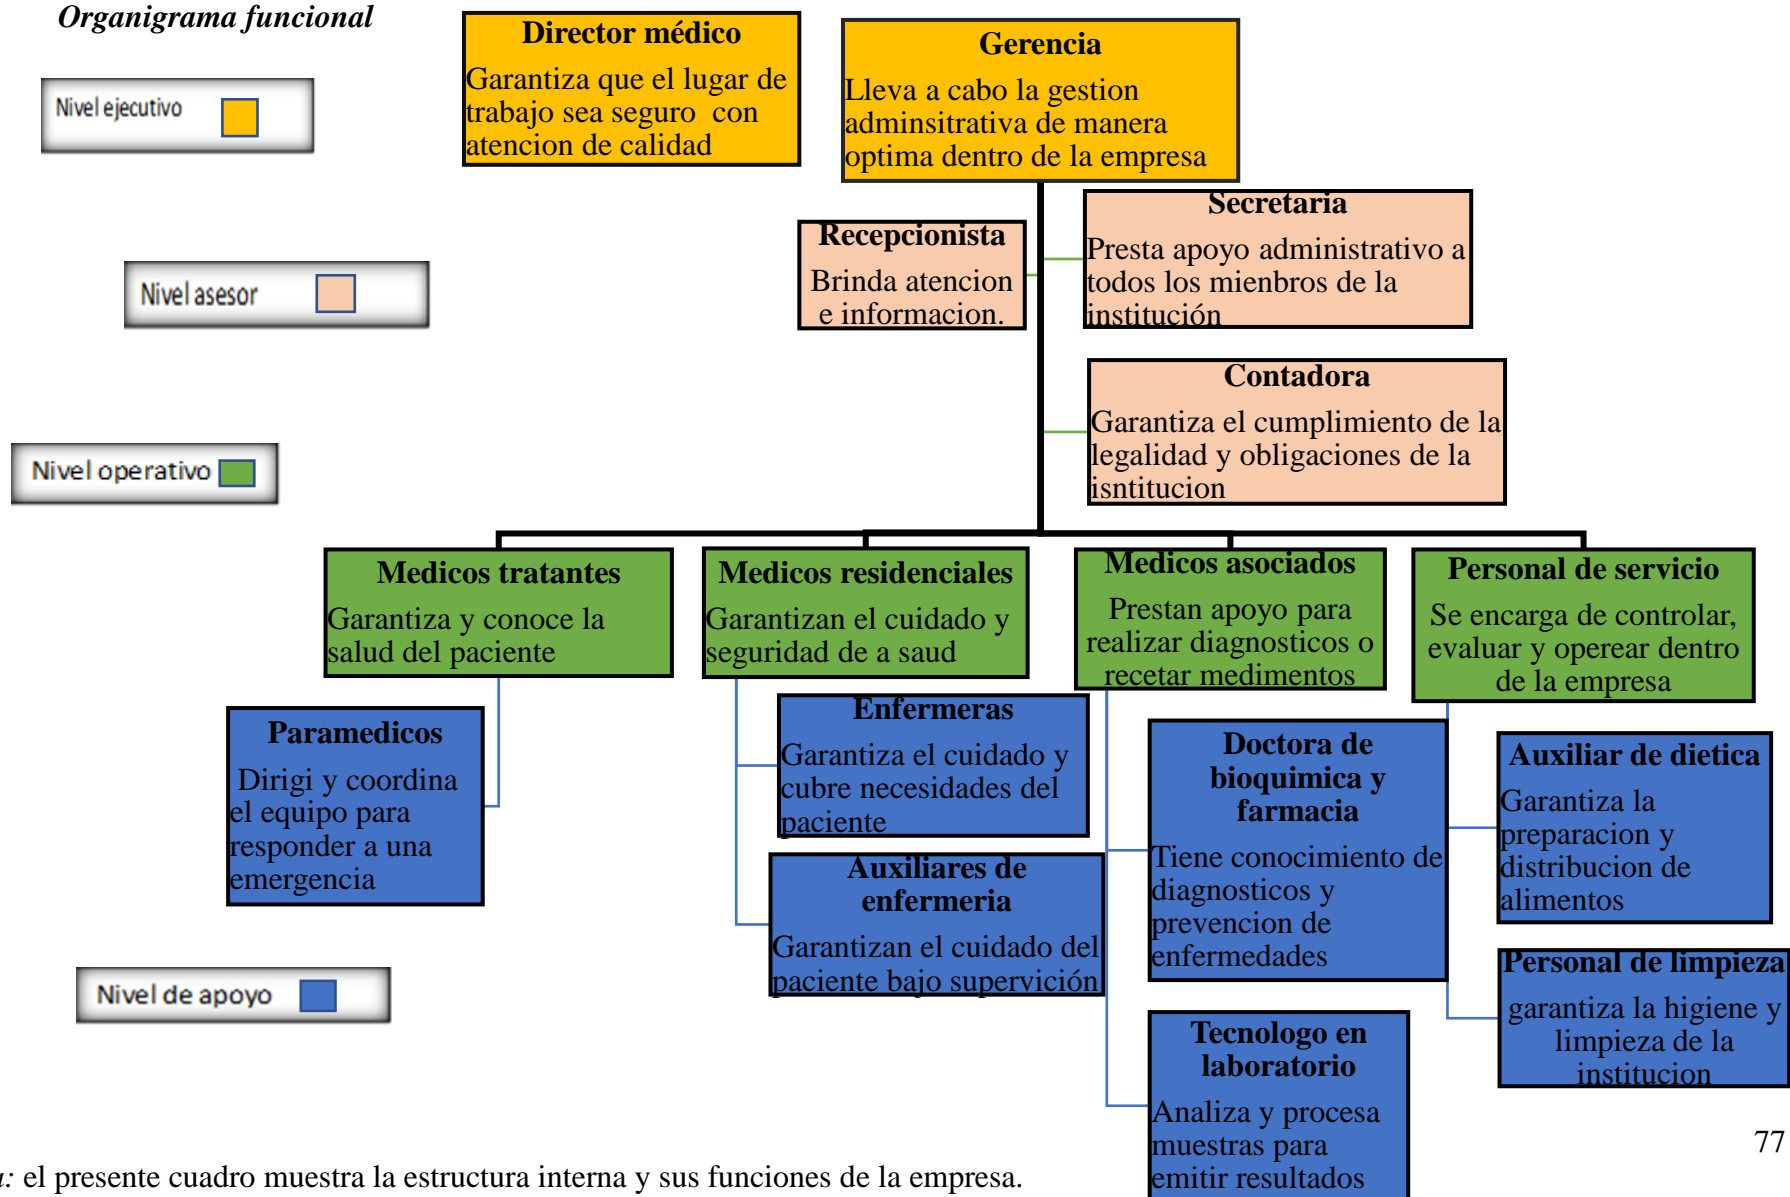 Organigrama funcional
Nivel ejecutivo
Director médico
Garantiza que el lugar de
trabajo sea seguro con
atencion de calidad
Gerencia
Lleva a cabo la gestion
adminsitrativa de manera
optima dentro de la empresa
Nivel asesor
Recepcionista
Brinda atencion
e informacion.
Secretaria
Presta apoyo administrativo a
todos los mienbros de la
institución
Contadora
Garantiza el cumplimiento de la
legalidad y obligaciones de la
isntitucion
Nivel operativo
Medicos tratantes
Garantiza y conoce la
salud del paciente
Medicos residenciales
Garantizan el cuidado y
seguridad de a saud
Medicos asociados
Prestan apoyo para
realizar diagnosticos o
recetar medimentos
Personal de servicio
Se encarga de controlar,
evaluar y operear dentro
de la empresa
Paramedicos
Dirigi y coordina
el equipo para
responder a una
emergencia
Enfermeras
Garantiza el cuidado y
cubre necesidades del
paciente
Auxiliares de
enfermeria
Garantizan el cuidado del
paciente bajo supervición
Doctora de
bioquimica y
farmacia
Tiene conocimiento de
diagnosticos y
prevencion de
enfermedades
Tecnologo en
laboratorio
Analiza y procesa
muestras para
emitir resultados
Auxiliar de dietica
Garantiza la
preparacion y
distribucion de
alimentos
Personal de limpieza
garantiza la higiene y
limpieza de la
institucion
Nivel de apoyo
77
el presente cuadro muestra la estructura interna y sus funciones de la empresa.